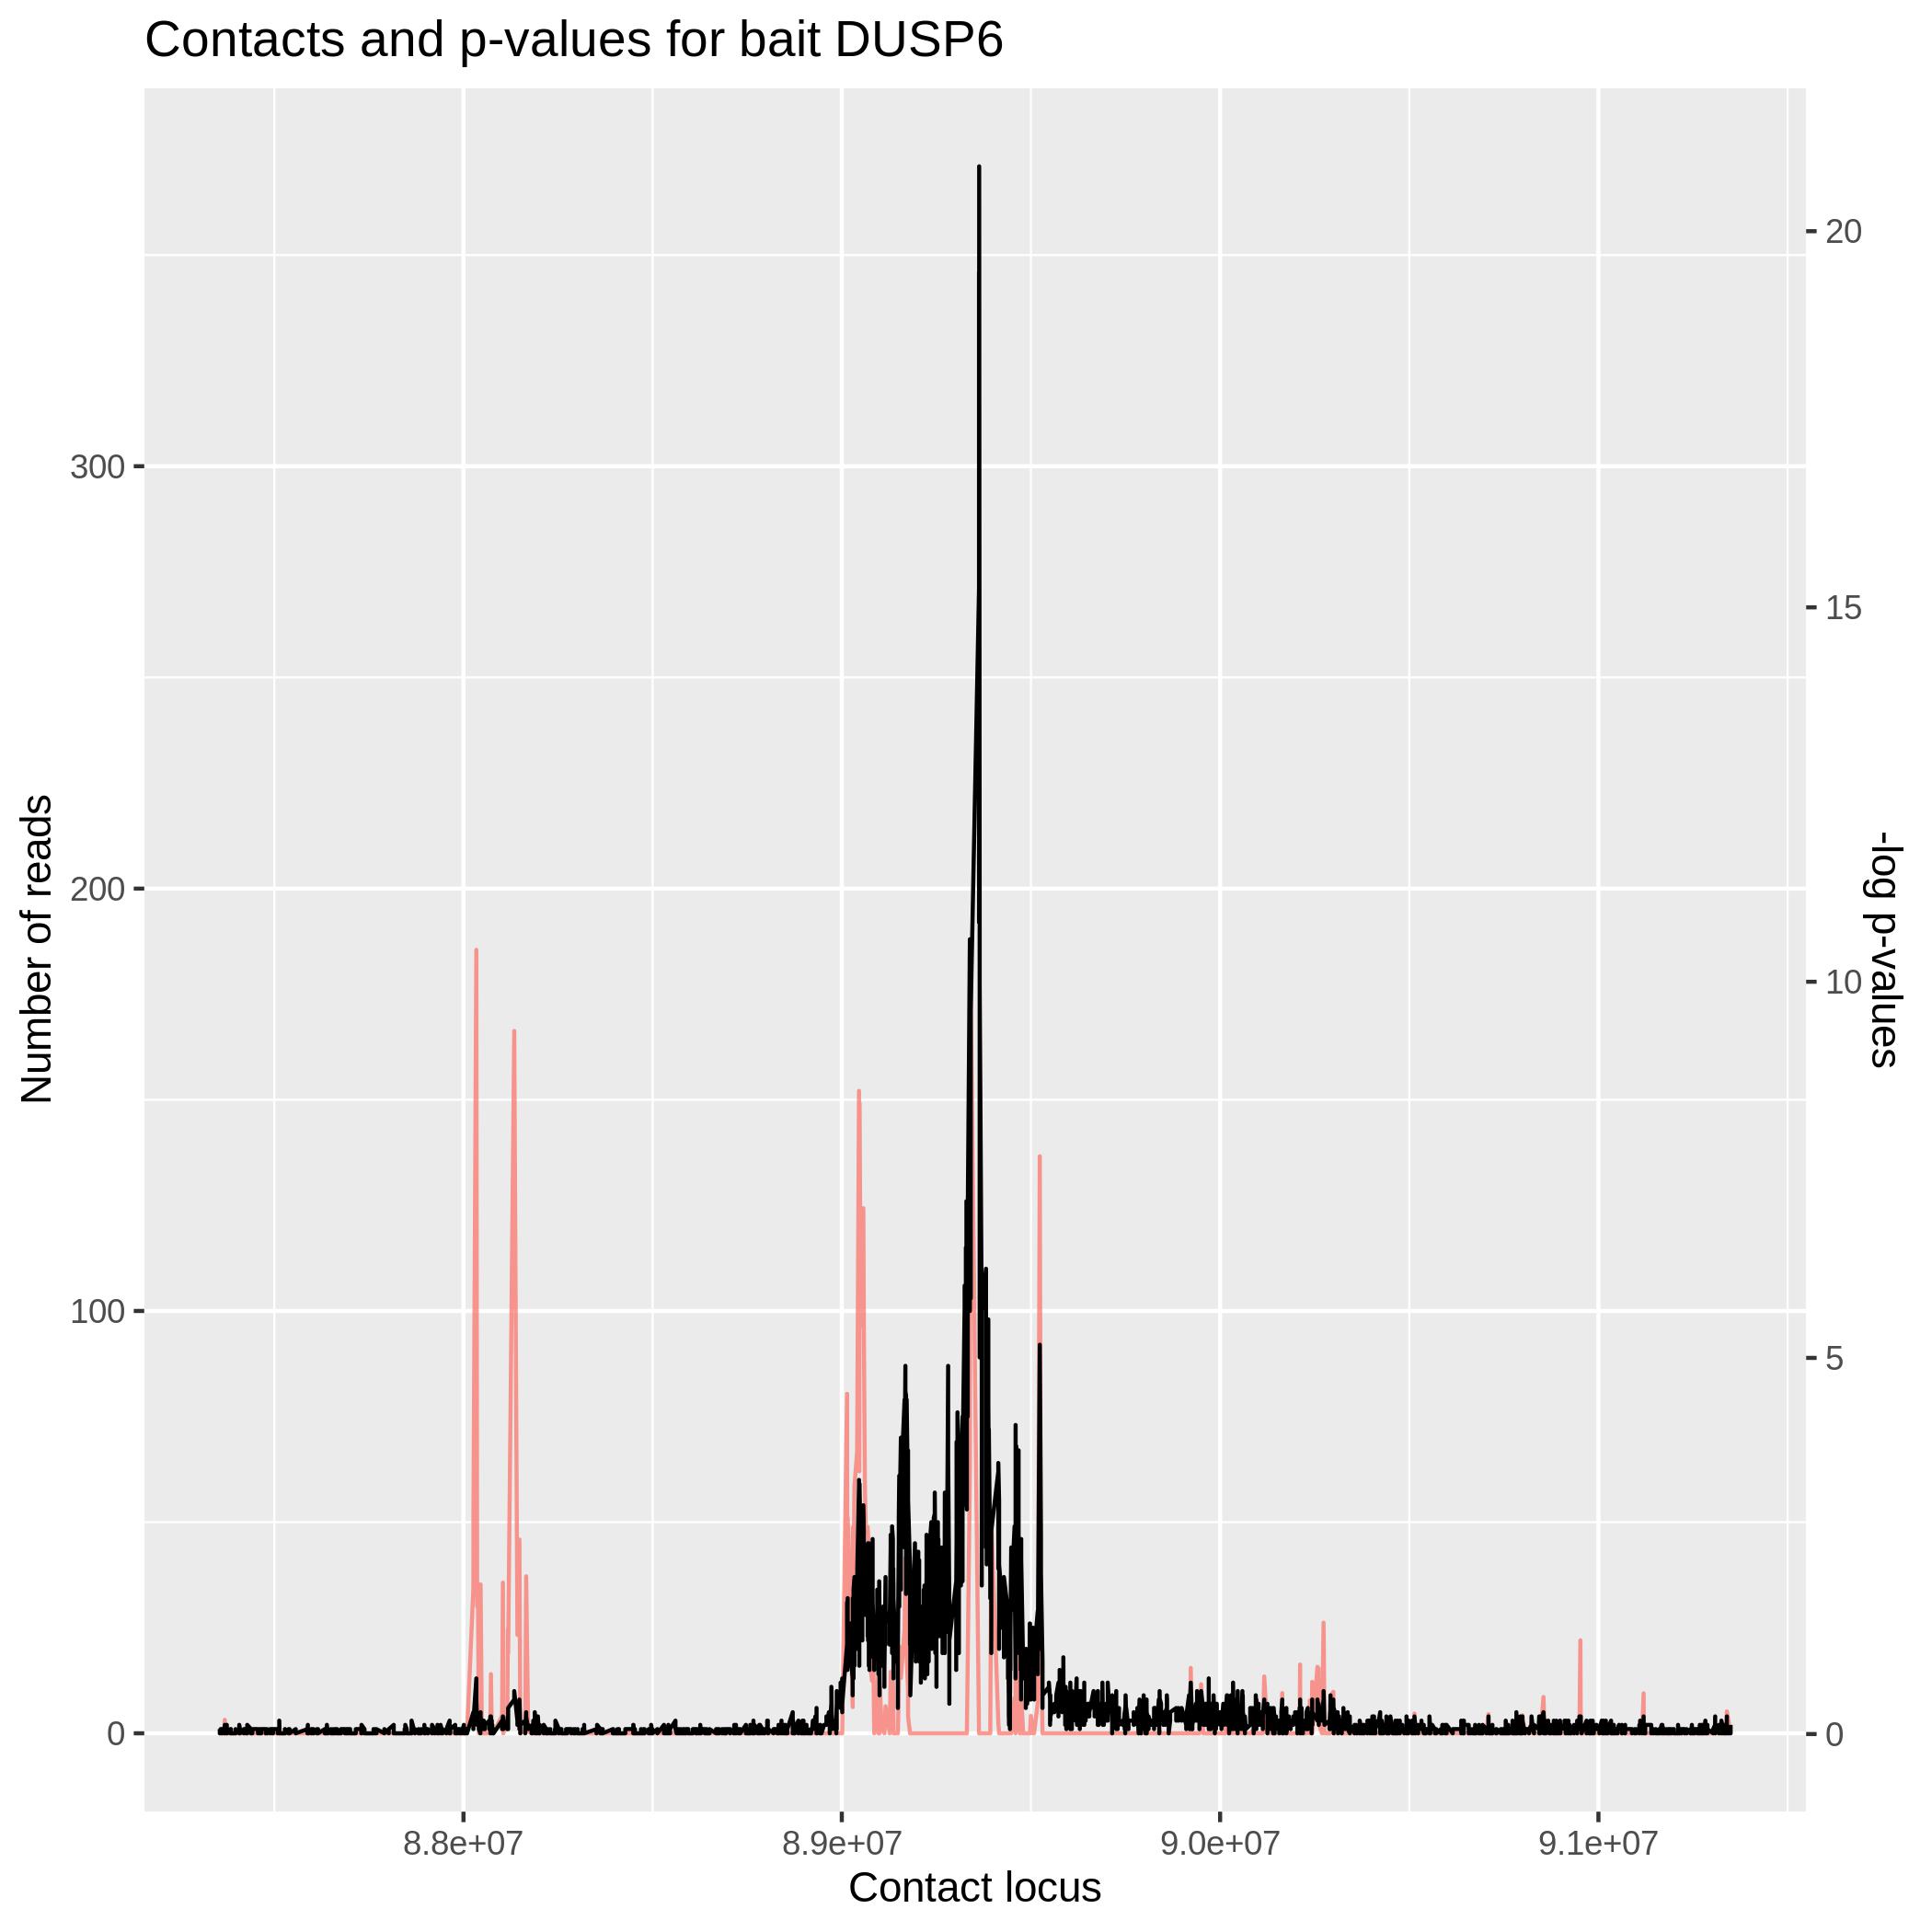 Contacts and p-values for bait DUSP6
Number of reads
300
200
100
0
20
15
10
5
0
-log p-values
8.8e+07
8.9e+07
9.0e+07
9.1e+07
Contact locus